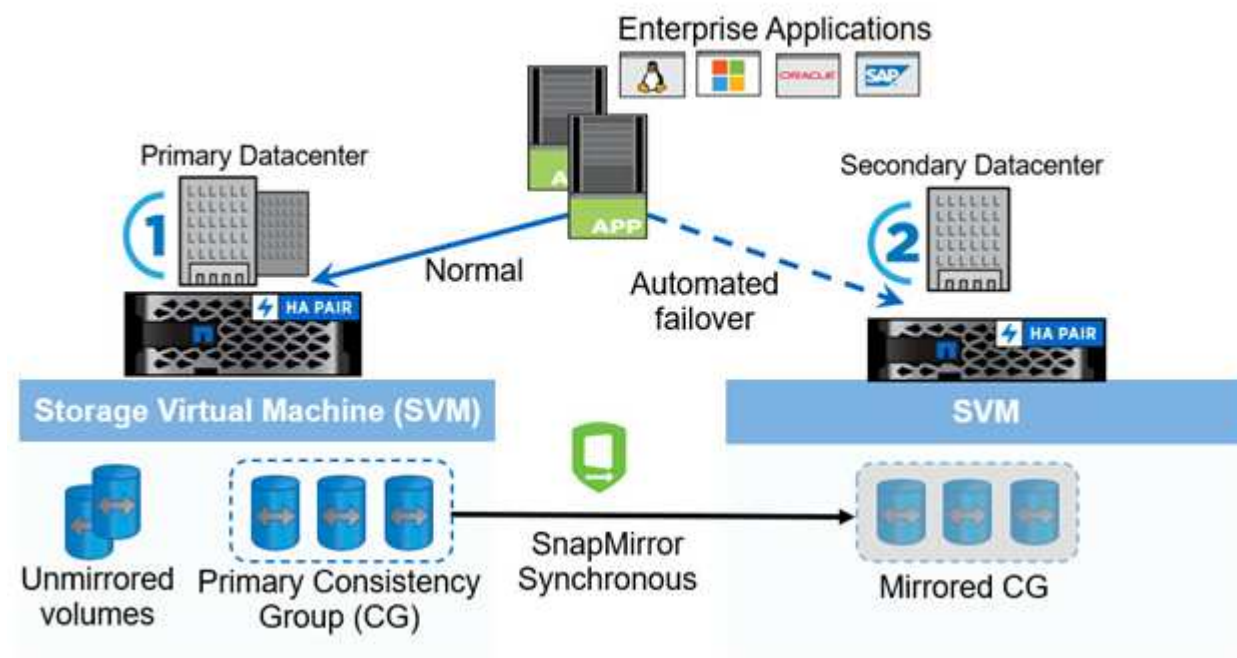 Enterprise Applications
ORACLE
SAP
Primary Datacenter
Secondary Datacenter
1
APP
2
Normal
Automated
failover
HA PAIR
HA PAIR
Storage Virtual Machine (SVM)
SVM
SnapMirror
Synchronous
Unmirrored
volumes
Primary Consistency
Group (CG)
Mirrored CG